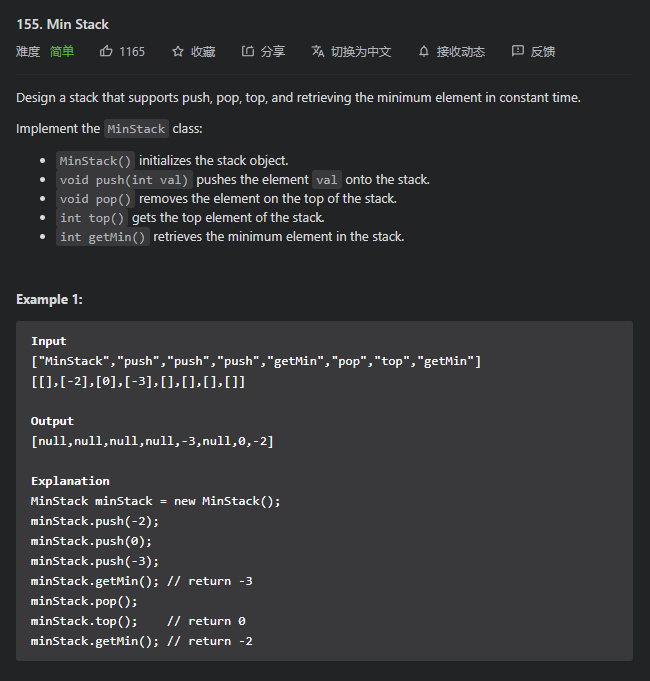 155. Min Stack
难度 简单 1165 收藏 分享 切换为中文 接收动态 反馈
Design a stack that supports push, pop, top, and retrieving the minimum element in constant time.
Implement the MinStack class:
MinStack() initializes the stack object.
void push(int val) pushes the element val onto the stack.
void pop() removes the element on the top of the stack.
int top() gets the top element of the stack.
int getMin() retrieves the minimum element in the stack.
Example 1:
Input
["MinStack","push","push","push","getMin","pop","top","getMin"]
[[],[-2],[0],[-3],[],[],[],[]]
Output
[null,null,null,null,-3,null,0,-2]
Explanation
MinStack minStack = new MinStack();
minStack.push(-2);
minStack.push(0);
minStack.push(-3);
minStack.getMin(); // return -3
minStack.pop();
minStack.top();    // return 0
minStack.getMin(); // return -2